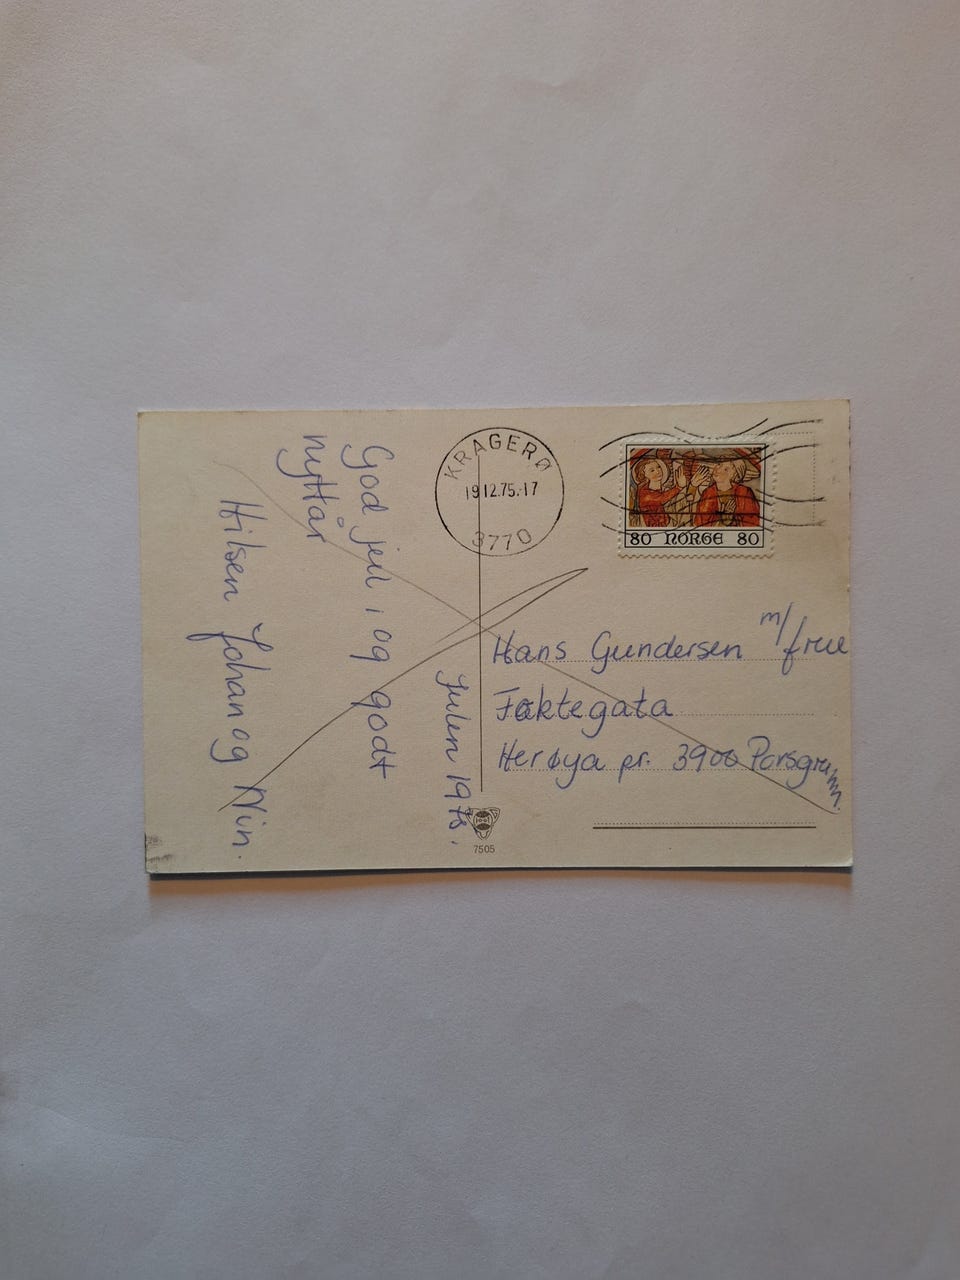 Julen 1975.
God jul i og godt
nyttår
Hilsen Johan og Nin.
KRAGERØ
19 12.75.-17
3770
80 NORGE 80
Hans Gundersen m/frue
Fæktegata
Herøya pr. 3900 Porsgrunn.
7505